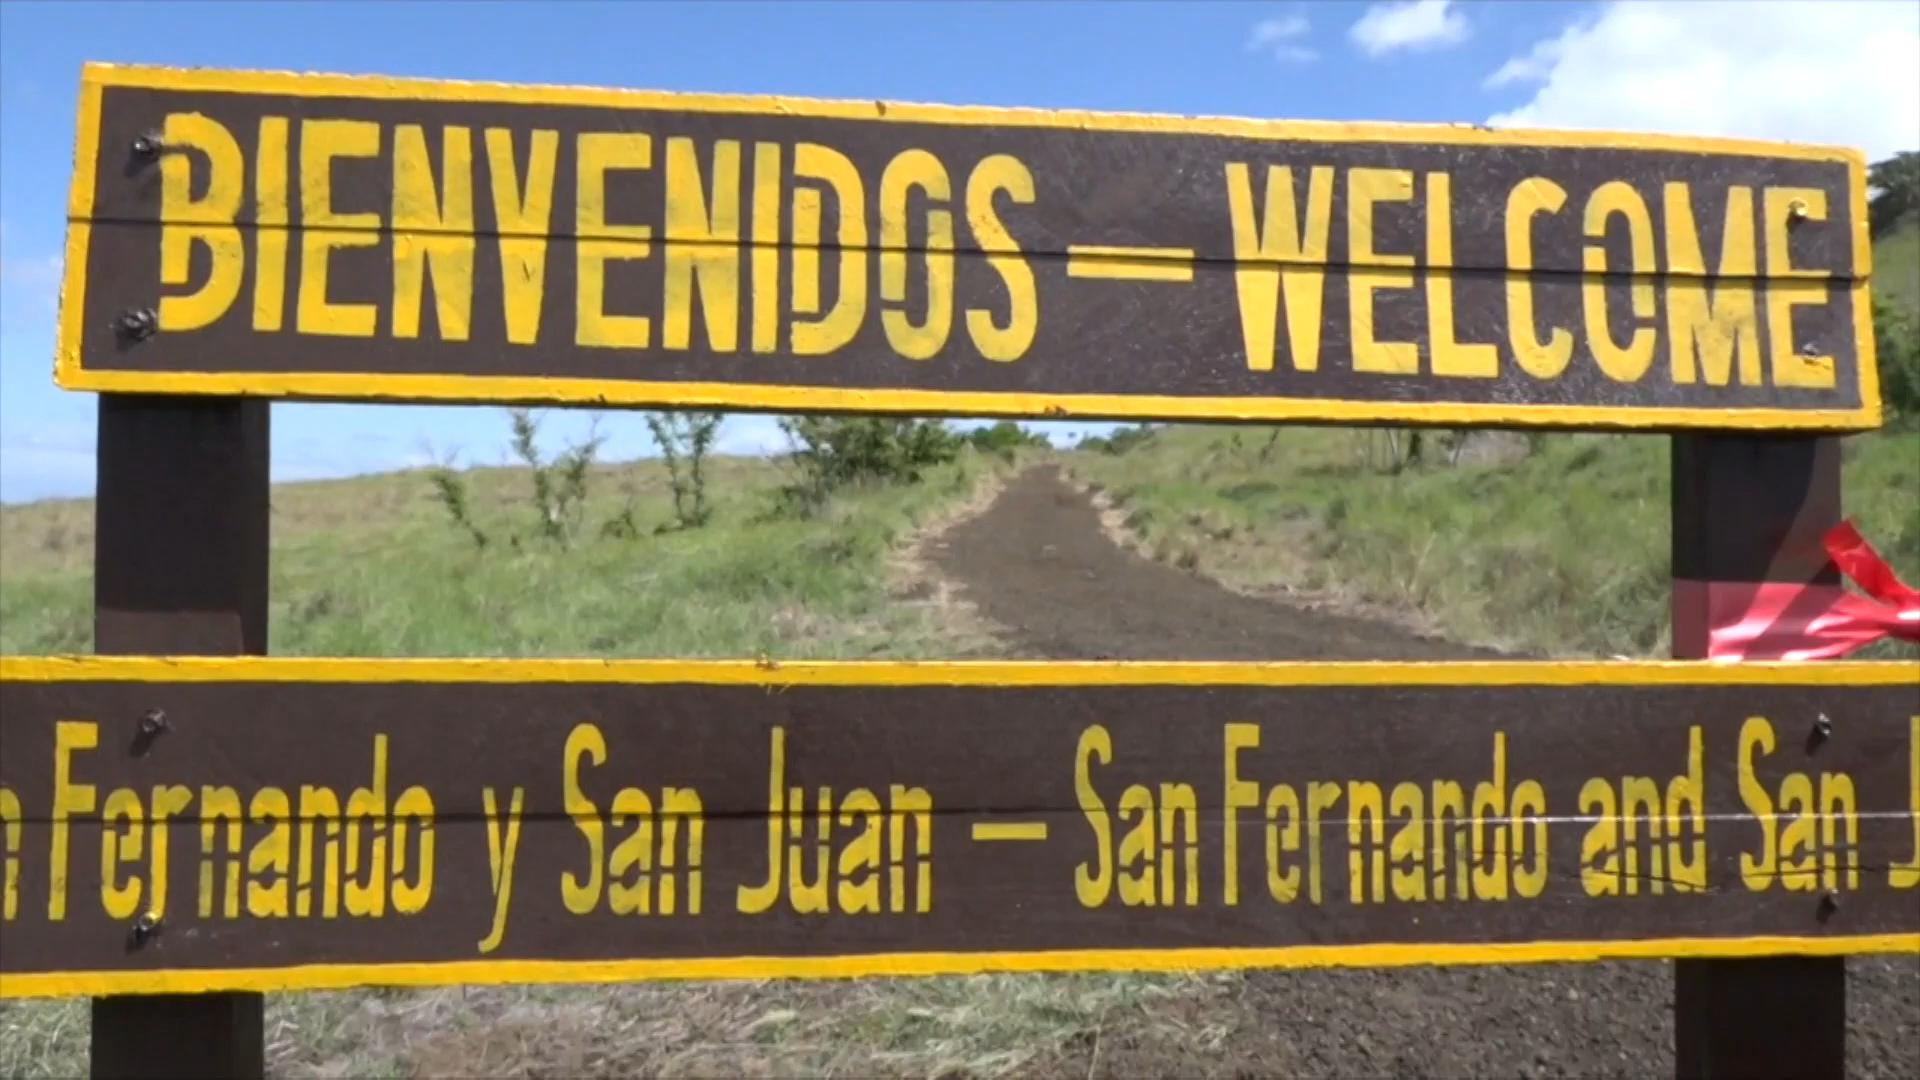 BIENVENIDOS — WELCOME
Fernando y San Juan — San Fernando and San